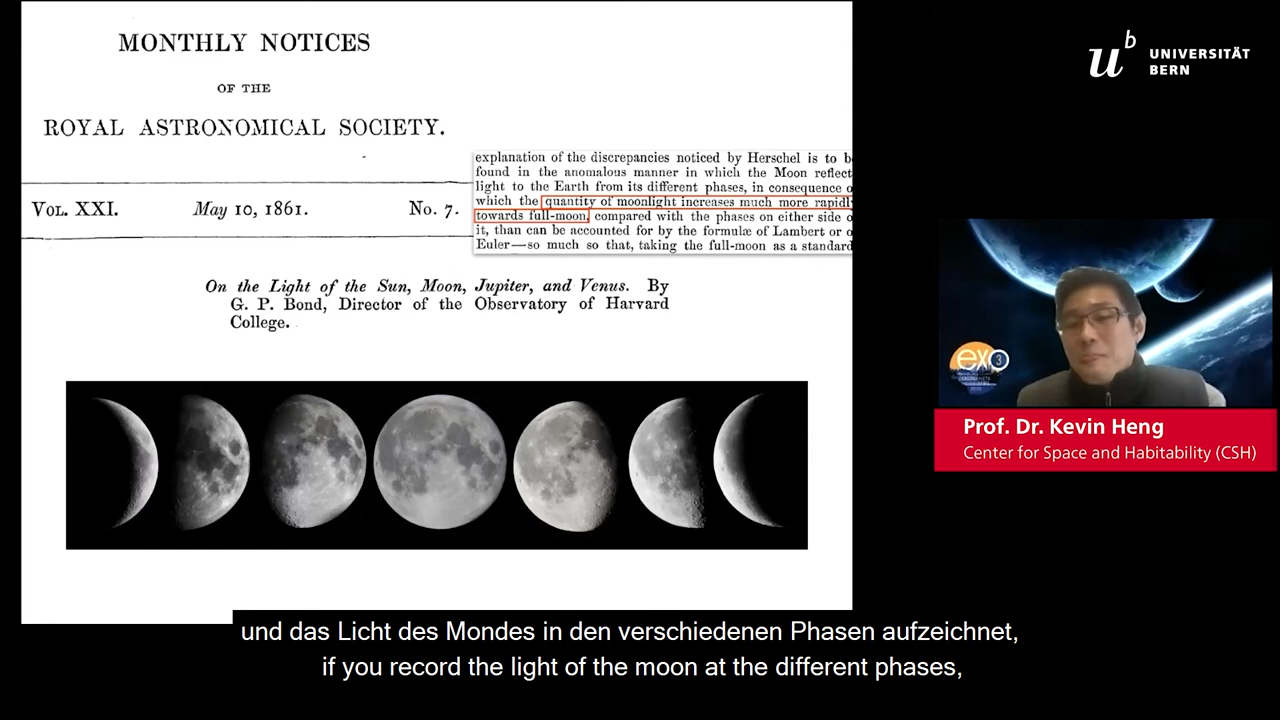 MONTHLY NOTICES
OF THE
ROYAL ASTRONOMICAL SOCIETY.
VOL. XXI.
May 10, 1861.
No. 7.
explanation of the discrepancies noticed by Herschel is to b
found in the anomalous manner in which the Moon reflect
light to the Earth from its different phases, in consequence o
which the quantity of moonlight increases much more rapidl
towards full-moon, compared with the phases on either side o
it, than can be accounted for by the formulæ of Lambert or o
Euler—so much so that, taking the full-moon as a standard
On the Light of the Sun, Moon, Jupiter, and Venus. By
G. P. Bond, Director of the Observatory of Harvard
College.
u b
UNIVERSITÄT
BERN
exo
3
Prof. Dr. Kevin Heng
Center for Space and Habitability (CSH)
und das Licht des Mondes in den verschiedenen Phasen aufzeichnet,
if you record the light of the moon at the different phases,